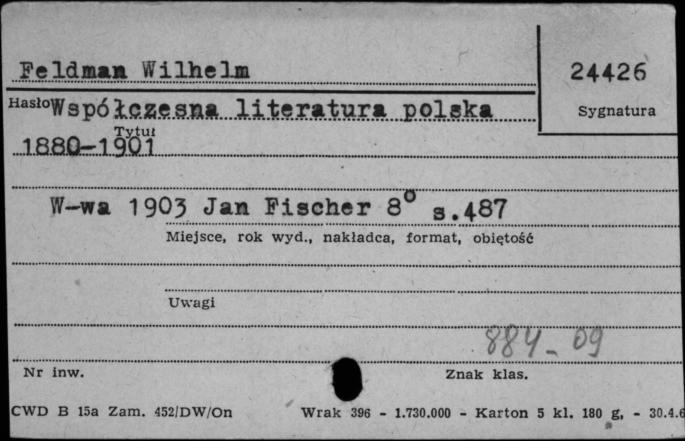 Feldman Wilhelm
24426
Hasło Współczesna literatura polska
Sygnatura
Tytuł
1880-1901
W-wa 1903 Jan Fischer 8° s.487
Miejsce, rok wyd., nakładca, format, objętość
Uwagi
884-09
Nr inw.
Znak klas.
CWD B 15a Zam. 452/DW/On Wrak 396 - 1.730.000 - Karton 5 kl. 180 g, - 30.4.6